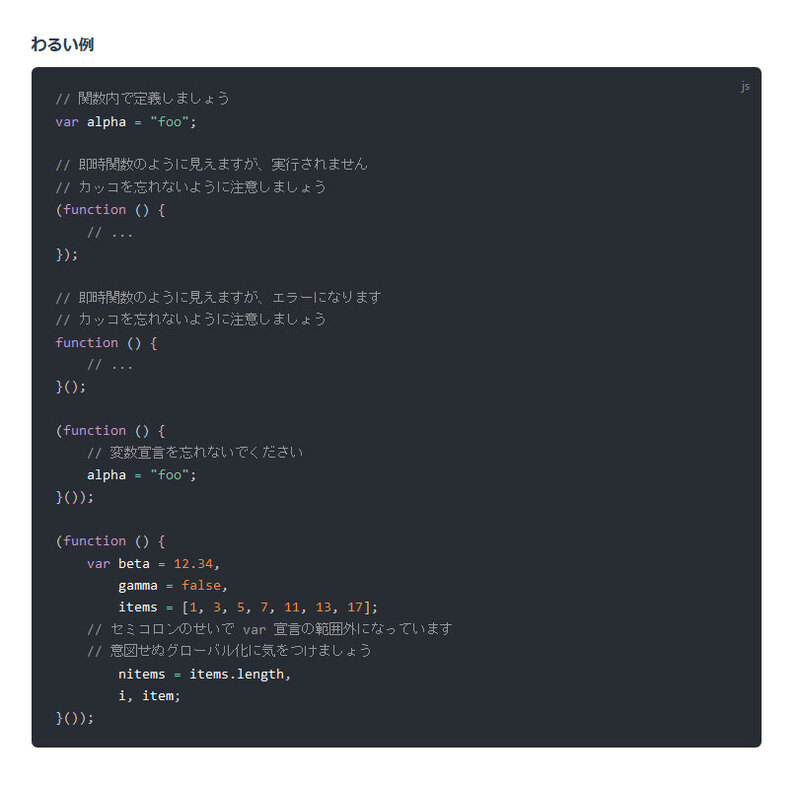 わるい例
js
// 関数内で定義しましょう
var alpha = "foo";
// 即時関数のように見えますが、実行されません
// カッコを忘れないように注意しましょう
(function () {
    // ...
});
// 即時関数のように見えますが、エラーになります
// カッコを忘れないように注意しましょう
function () {
    // ...
}();
(function () {
    // 変数宣言を忘れないでください
    alpha = "foo";
}());
(function () {
    var beta = 12.34,
        gamma = false,
        items = [1, 3, 5, 7, 11, 13, 17];
    // セミコロンのせいで var 宣言の範囲外になっています
    // 意図せぬグローバル化に気をつけましょう
        nitems = items.length,
        i, item;
}());